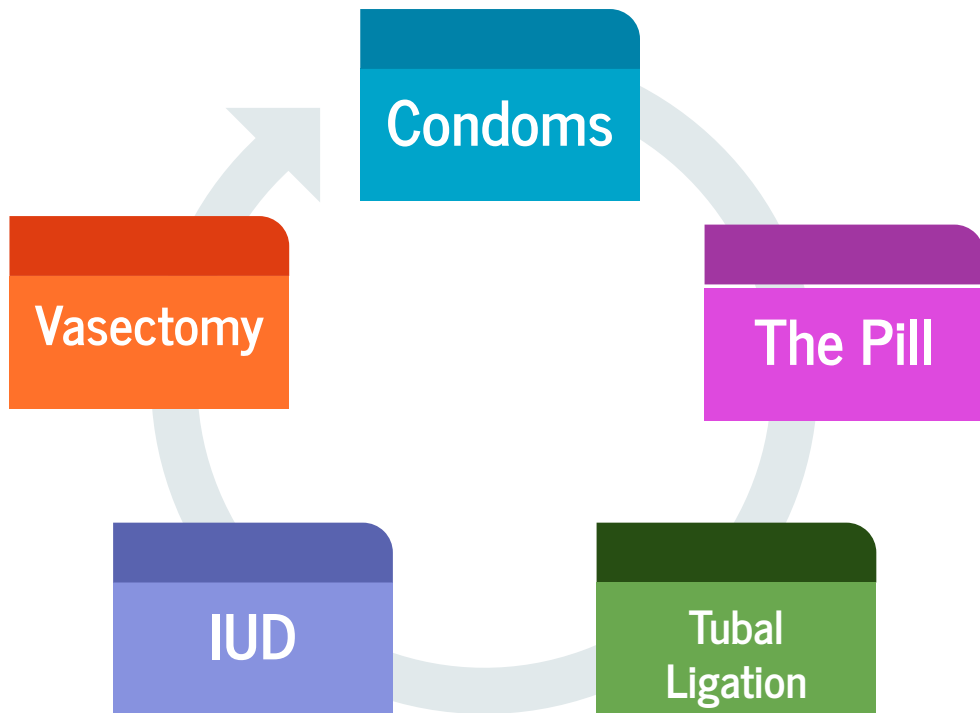 Condoms
The Pill
Tubal
Ligation
IUD
Vasectomy